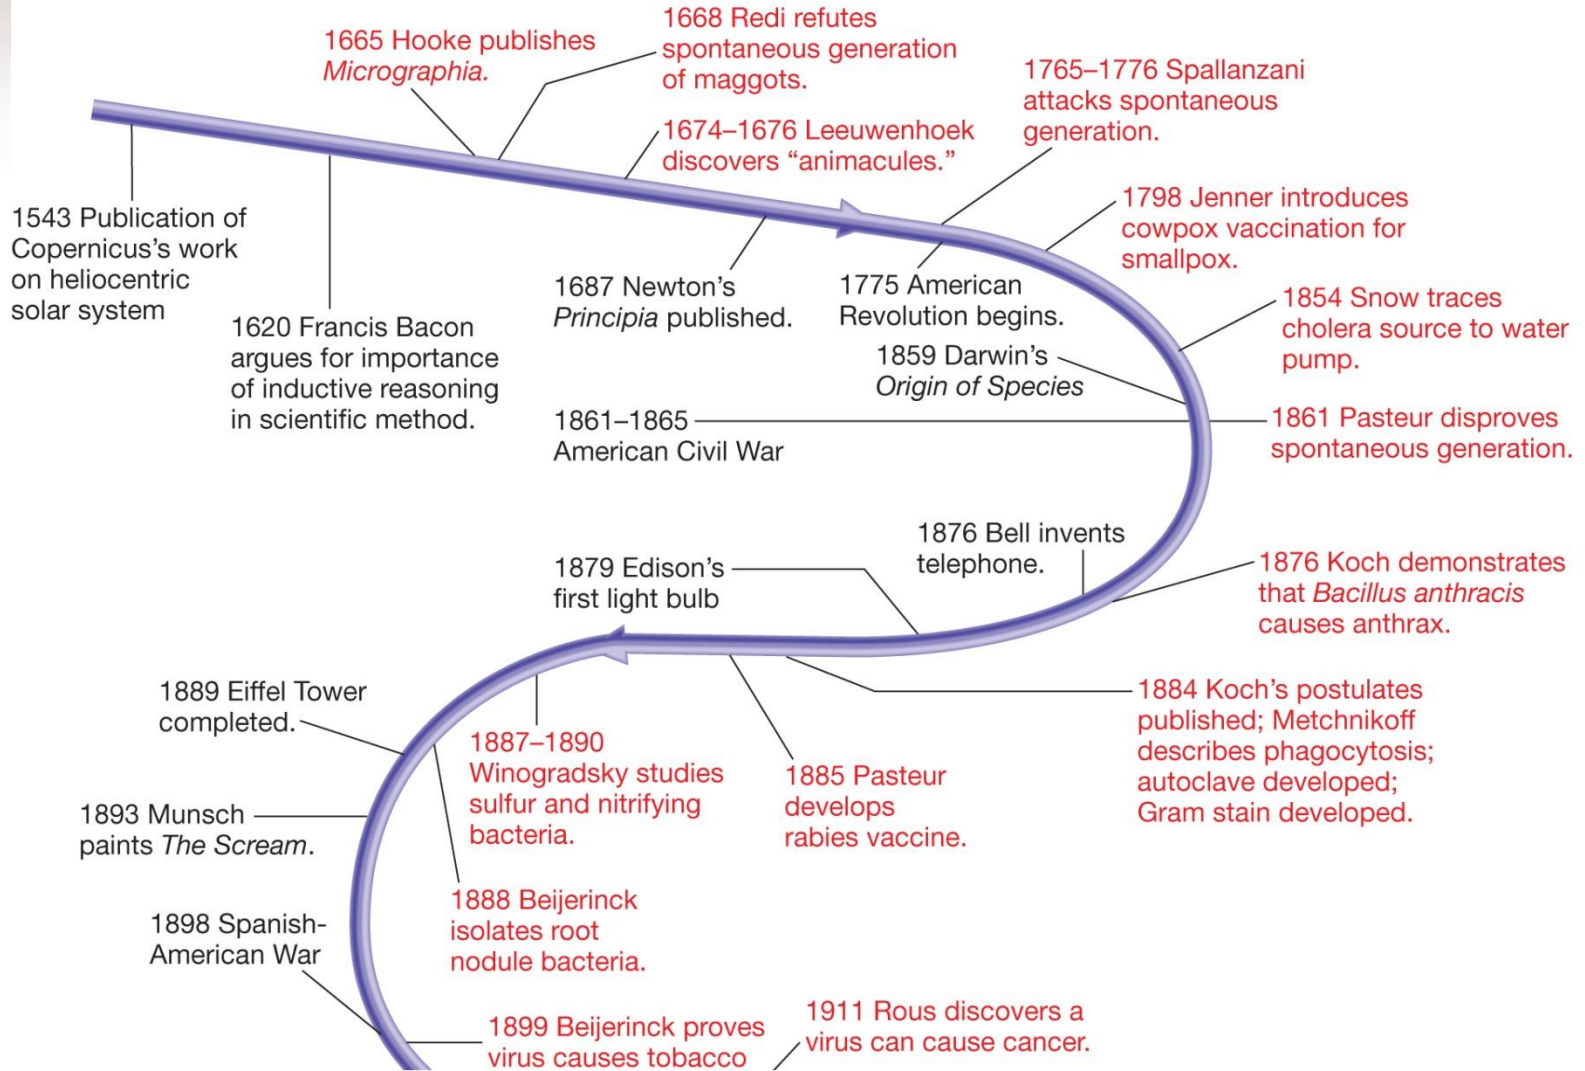 1665 Hooke publishes
Micrographia.
1668 Redi refutes
spontaneous generation
of maggots.
1674–1676 Leeuwenhoek
discovers “animacules.”
1765–1776 Spallanzani
attacks spontaneous
generation.
1543 Publication of
Copernicus’s work
on heliocentric
solar system
1620 Francis Bacon
argues for importance
of inductive reasoning
in scientific method.
1687 Newton’s
Principia published.
1775 American
Revolution begins.
1798 Jenner introduces
cowpox vaccination for
smallpox.
1854 Snow traces
cholera source to water
pump.
1859 Darwin’s
Origin of Species
1861–1865
American Civil War
1861 Pasteur disproves
spontaneous generation.
1876 Bell invents
telephone.
1876 Koch demonstrates
that Bacillus anthracis
causes anthrax.
1879 Edison’s
first light bulb
1884 Koch’s postulates
published; Metchnikoff
describes phagocytosis;
autoclave developed;
Gram stain developed.
1885 Pasteur
develops
rabies vaccine.
1887–1890
Winogradsky studies
sulfur and nitrifying
bacteria.
1889 Eiffel Tower
completed.
1888 Beijerinck
isolates root
nodule bacteria.
1893 Munsch
paints The Scream.
1898 Spanish-
American War
1899 Beijerinck proves
virus causes tobacco
1911 Rous discovers a
virus can cause cancer.